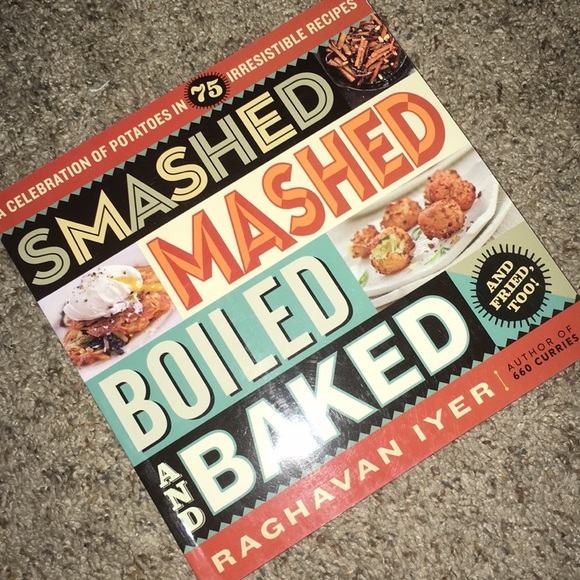 A CELEBRATION OF POTATOES IN 75 IRRESISTIBLE RECIPES
SMASHED
MASHED
BOILED
AND BAKED
AND
FRIED,
TOO!
RAGHAVAN IYER
AUTHOR OF
660 CURRIES